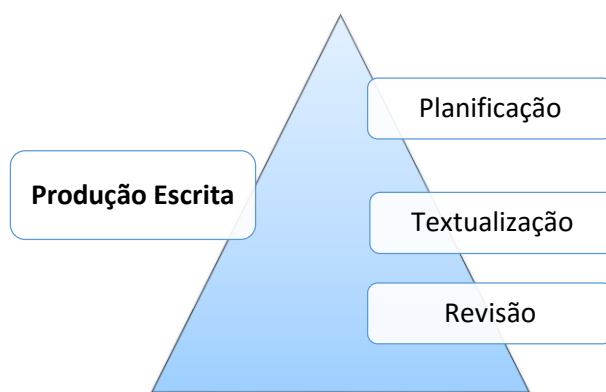 Planificação
Produção Escrita
Textualização
Revisão